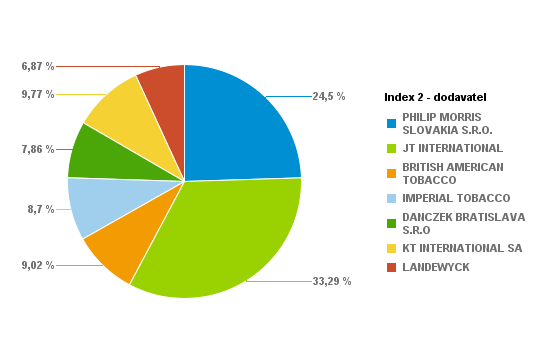 6,87 %
9,77 %
24,5 %
7,86 %
8,7 %
9,02 %
33,29 %
Index 2 - dodavatel
PHILIP MORRIS
SLOVAKIA S.R.O.
JT INTERNATIONAL
BRITISH AMERICAN
TOBACCO
IMPERIAL TOBACCO
DANCZEK BRATISLAVA
S.R.O
KT INTERNATIONAL SA
LANDEWYCK